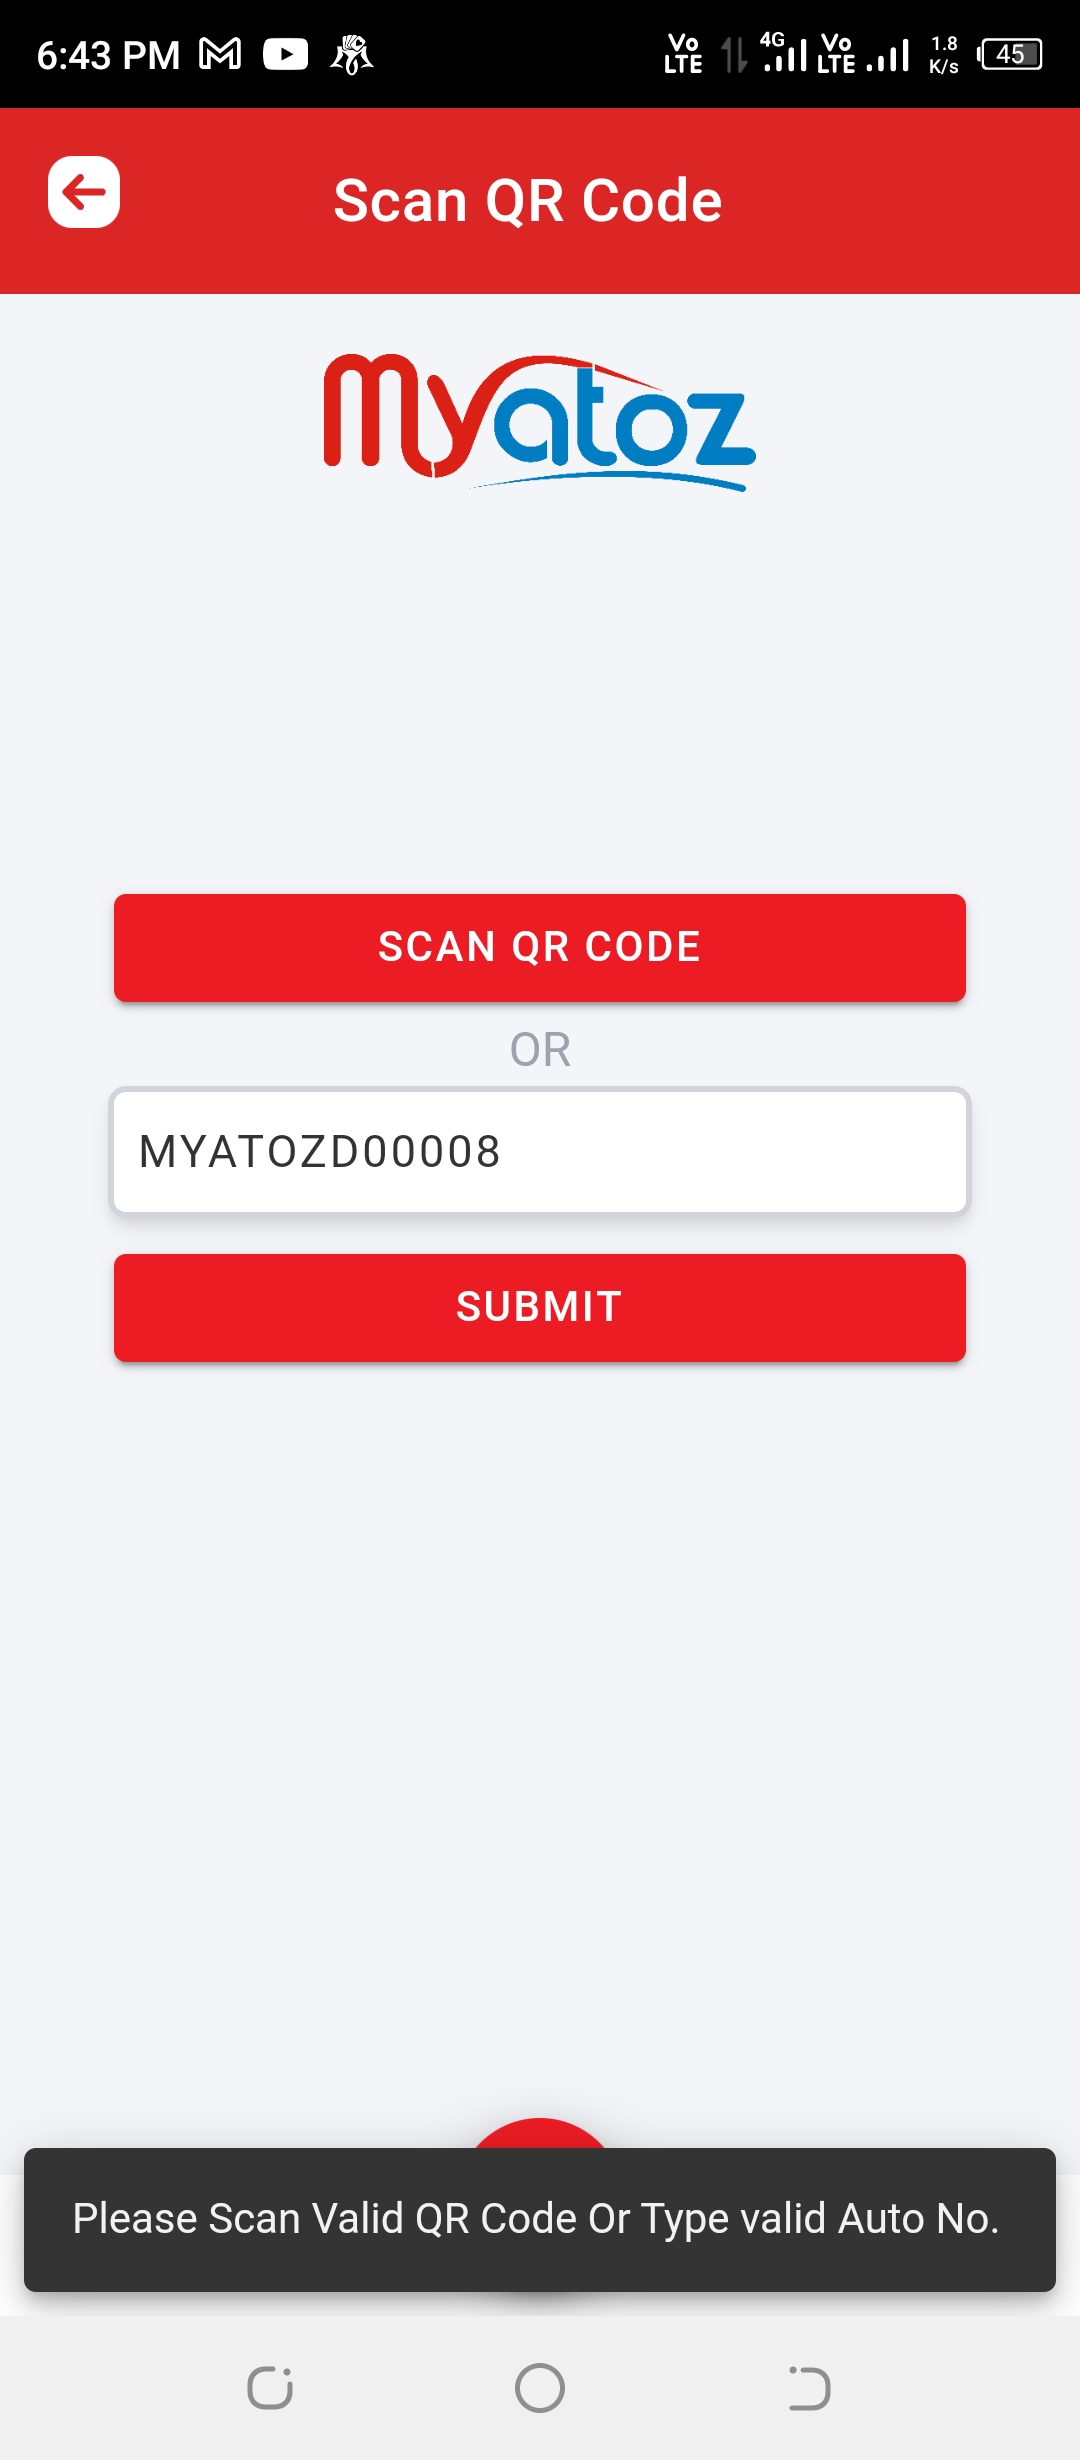 6:43 PM
Vo LTE 4G Vo LTE 1.8 K/s 45
Scan QR Code
Myatoz
SCAN QR CODE
OR
MYATOZD00008
SUBMIT
Please Scan Valid QR Code Or Type valid Auto No.